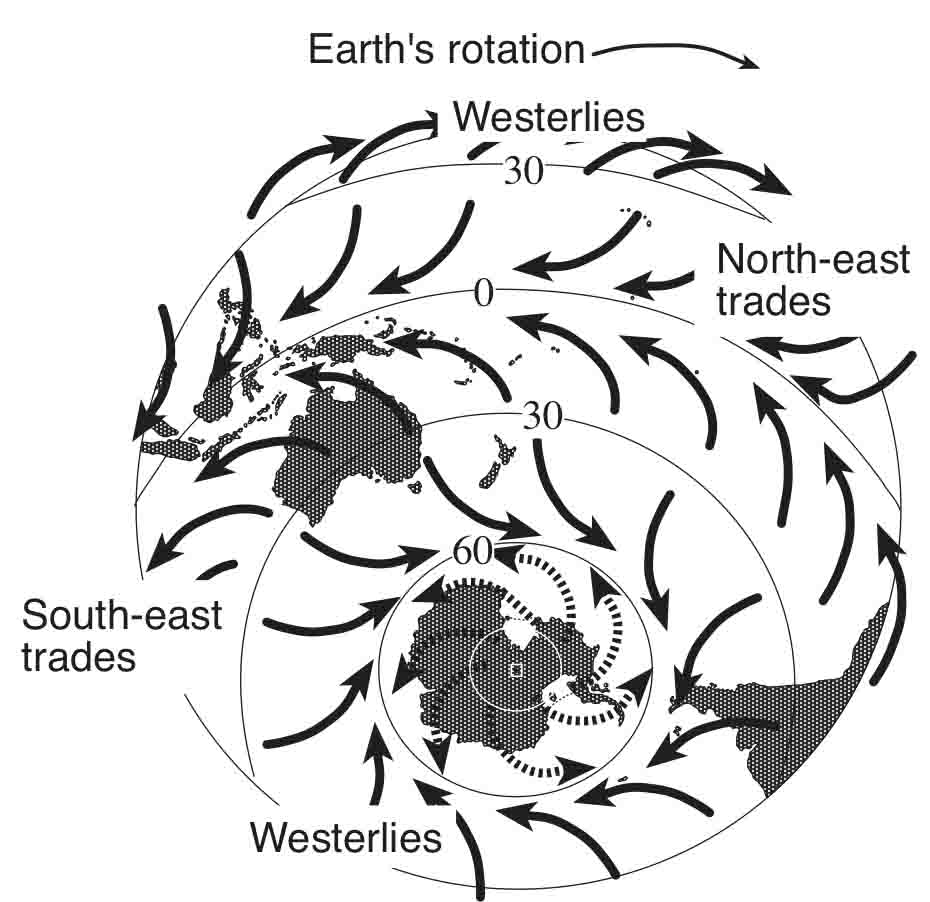 Earth's rotation
Westerlies
30
North-east
trades
0
30
60
South-east
trades
Westerlies